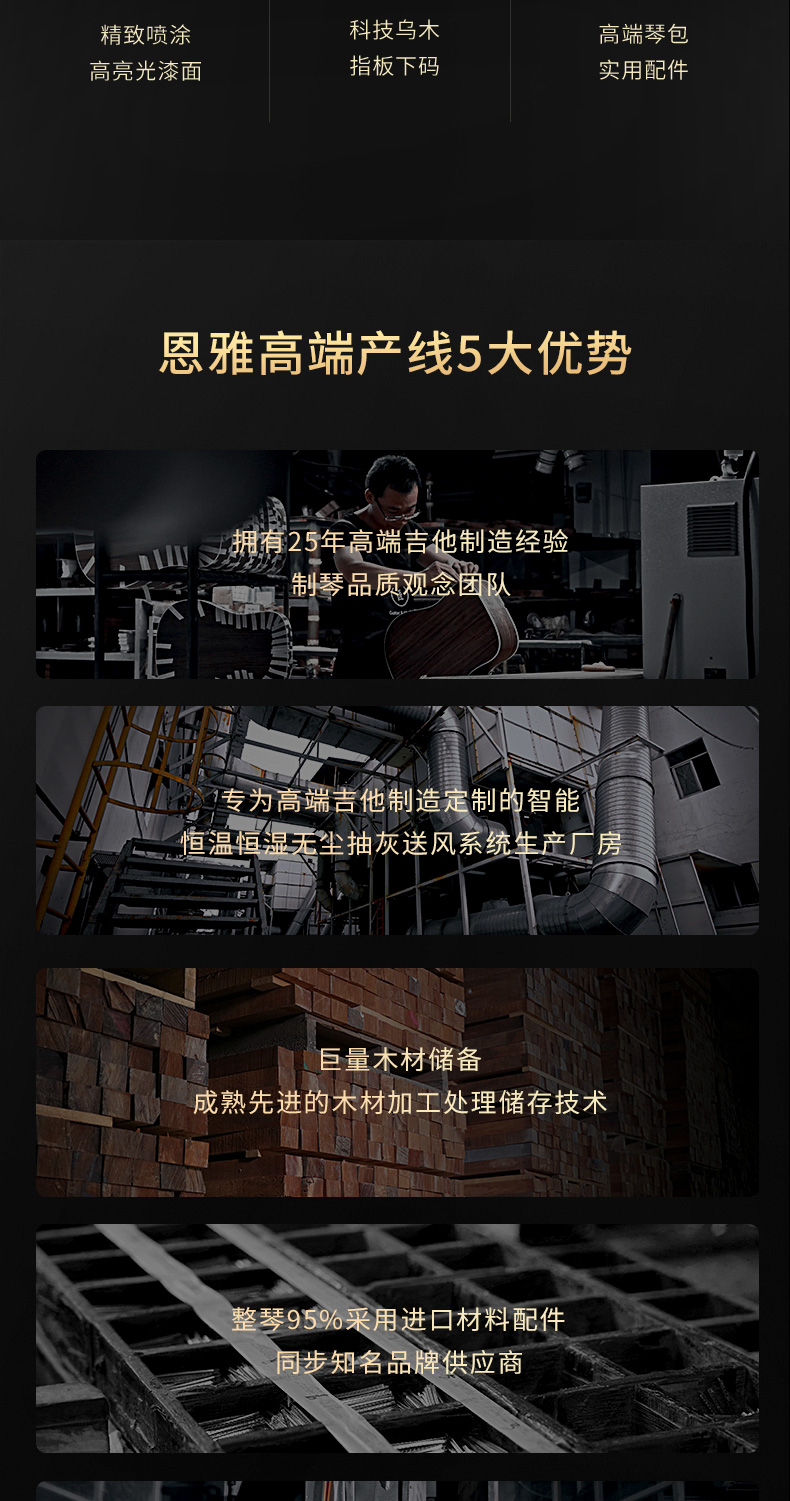 精致喷涂
高亮光漆面
科技乌木
指板下码
高端琴包
实用配件
恩雅高端产线5大优势
拥有25年高端吉他制造经验
制琴品质观念团队
专为高端吉他制造定制的智能
恒温恒湿无尘抽灰送风系统生产厂房
巨量木材储备
成熟先进的木材加工处理储存技术
整琴95%采用进口材料配件
同步知名品牌供应商